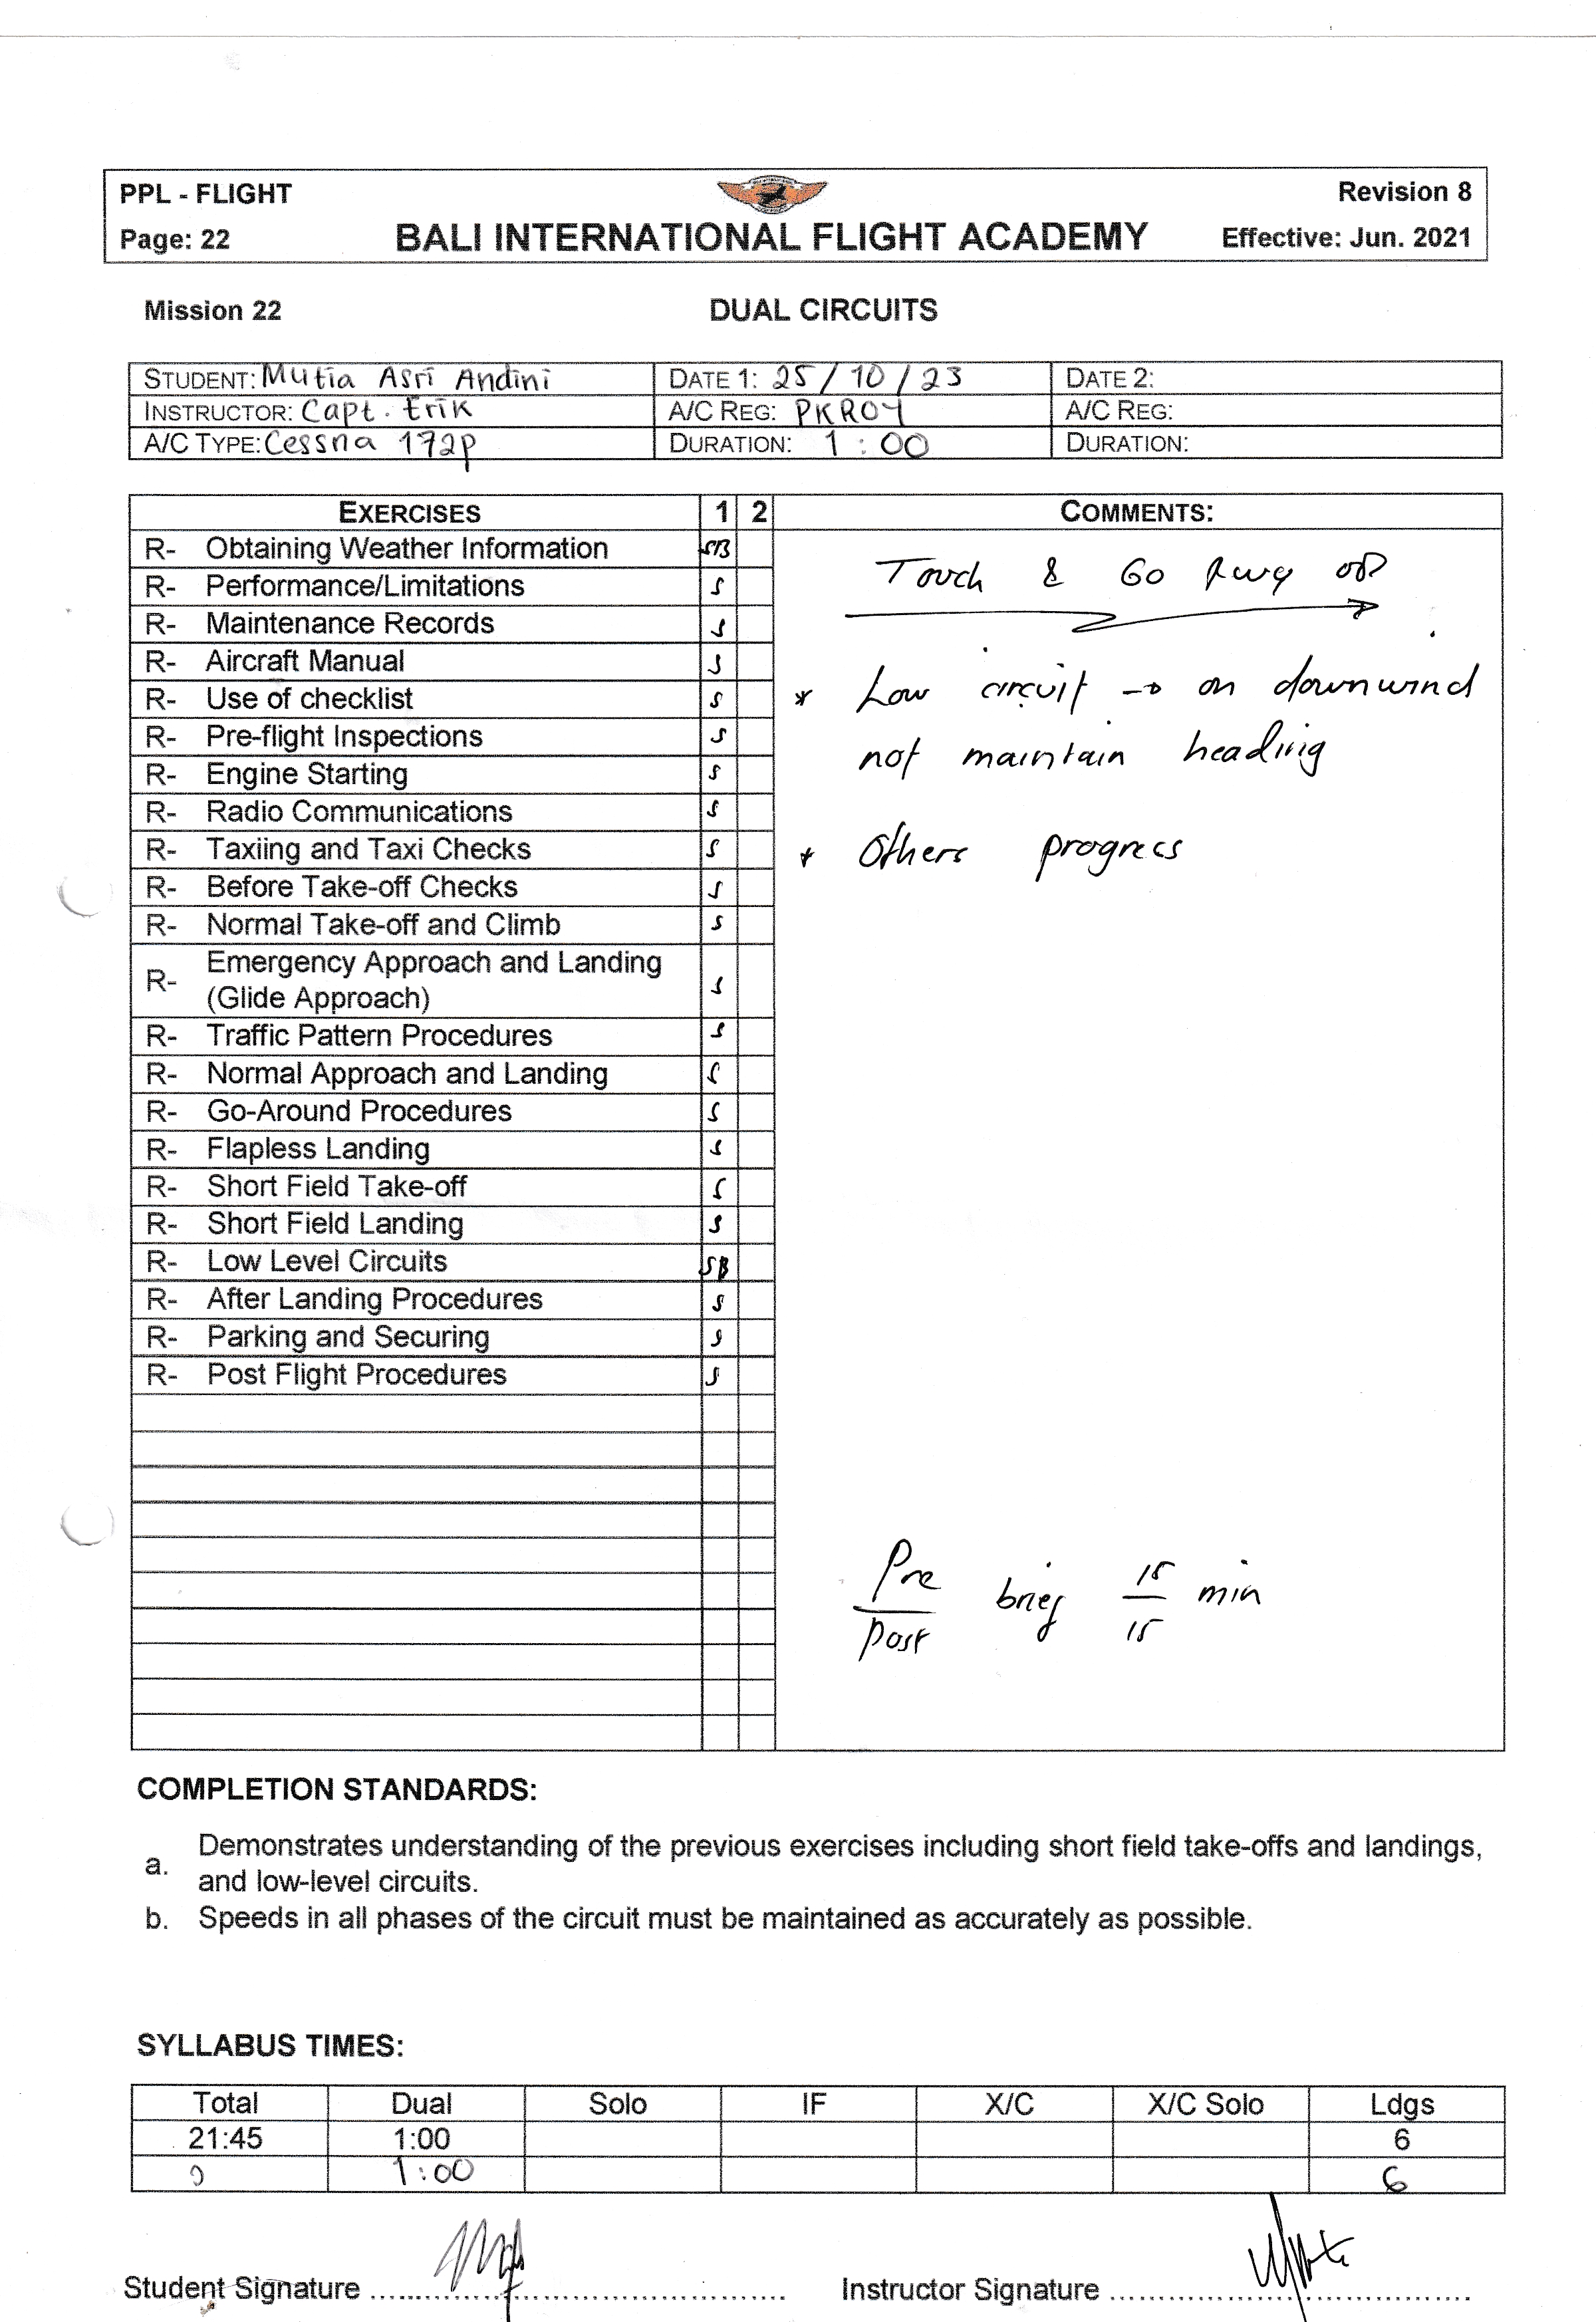 PPL - FLIGHT
Revision 8
Page: 22
BALI INTERNATIONAL FLIGHT ACADEMY
Effective: Jun. 2021
Mission 22
DUAL CIRCUITS
STUDENT: Mutia Asri Andini
DATE 1: 25 / 10 / 23
DATE 2:
INSTRUCTOR: Capt. Erik
A/C REG: PKROY
A/C REG:
A/C TYPE: Cessna 172p
DURATION: 1 : 00
DURATION:
EXERCISES 1 2
COMMENTS:
R- Obtaining Weather Information SB
R- Performance/Limitations S
R- Maintenance Records S
R- Aircraft Manual S
R- Use of checklist S
R- Pre-flight Inspections S
R- Engine Starting S
R- Radio Communications S
R- Taxiing and Taxi Checks S
R- Before Take-off Checks S
R- Normal Take-off and Climb S
R- Emergency Approach and Landing
(Glide Approach) S
R- Traffic Pattern Procedures S
R- Normal Approach and Landing S
R- Go-Around Procedures S
R- Flapless Landing S
R- Short Field Take-off S
R- Short Field Landing S
R- Low Level Circuits SB
R- After Landing Procedures S
R- Parking and Securing S
R- Post Flight Procedures S
Touch & Go Rwy
* Low circuit → on downwind
not maintain heading
* Others progress
Pre
post
brief
15
15
min
COMPLETION STANDARDS:
a. Demonstrates understanding of the previous exercises including short field take-offs and landings,
and low-level circuits.
b. Speeds in all phases of the circuit must be maintained as accurately as possible.
SYLLABUS TIMES:
Total Dual Solo IF X/C X/C Solo Ldgs
21:45 1:00 6
1:00 6
Student Signature
Instructor Signature